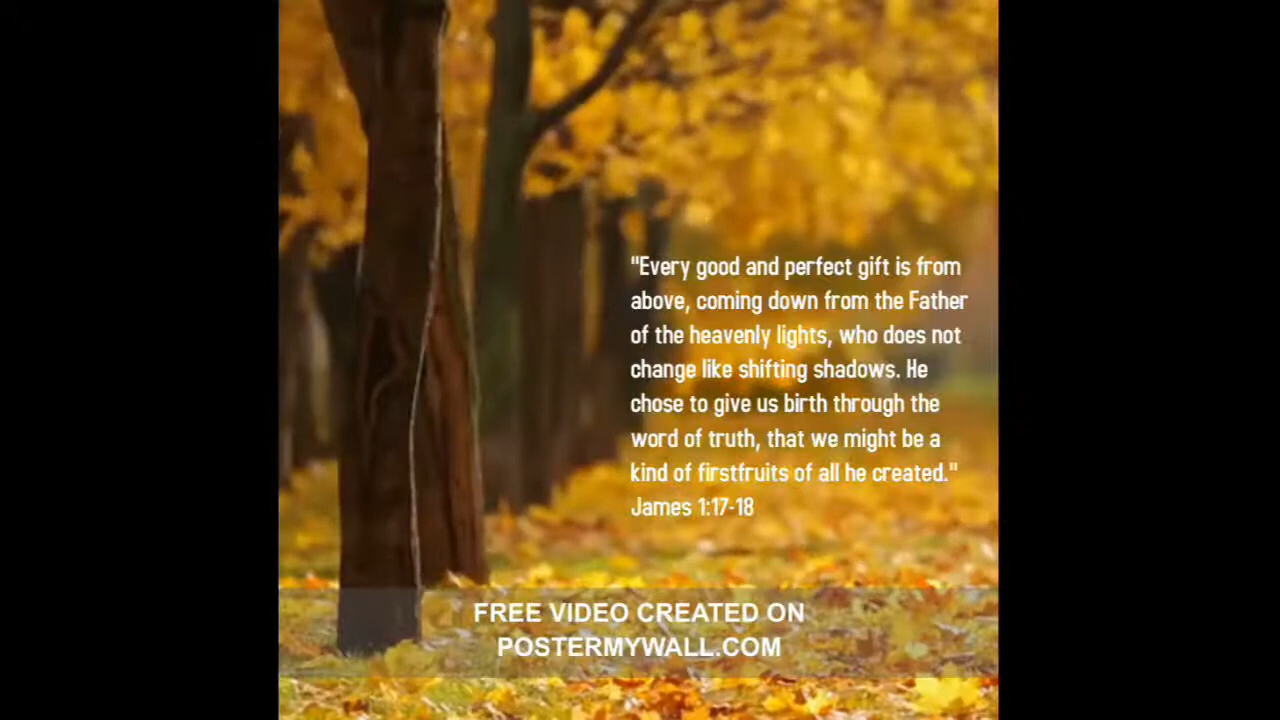 "Every good and perfect gift is from
above, coming down from the Father
of the heavenly lights, who does not
change like shifting shadows. He
chose to give us birth through the
word of truth, that we might be a
kind of firstfruits of all he created."
James 1:17-18
FREE VIDEO CREATED ON
POSTERMYWALL.COM